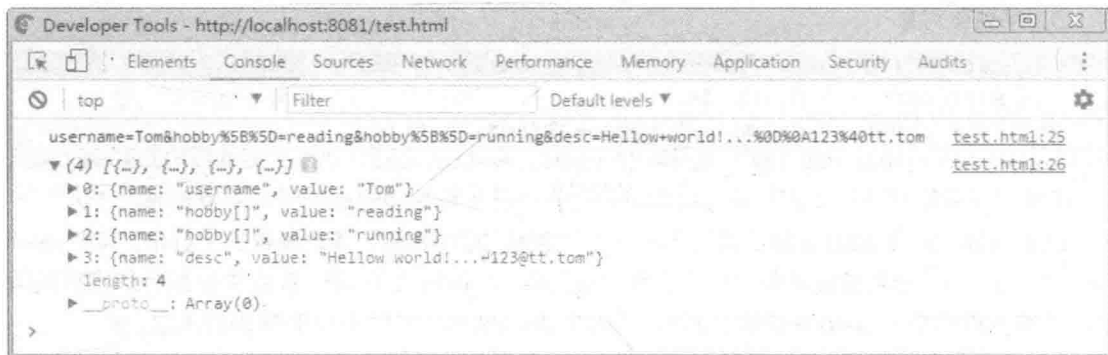 Developer Tools - http://localhost:8081/test.html
Elements Console Sources Network Performance Memory Application Security Audits
top Filter Default levels
username=Tom&hobby%5B%5D=reading&hobby%5B%5D=running&desc=Hellow+world!...%0D%0A123%40tt.tom test.html:25
(4) [{…}, {…}, {…}, {…}] test.html:26
0: {name: "username", value: "Tom"}
1: {name: "hobby[]", value: "reading"}
2: {name: "hobby[]", value: "running"}
3: {name: "desc", value: "Hellow world!...↵123@tt.tom"}
length: 4
__proto__: Array(0)